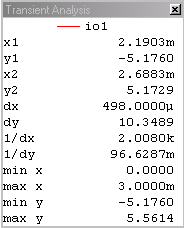 Transient Analysis
io1
x1 2.1903m
y1 -5.1760
x2 2.6883m
y2 5.1729
dx 498.0000µ
dy 10.3489
1/dx 2.0080k
1/dy 96.6287m
min x 0.0000
max x 3.0000m
min y -5.1760
max y 5.5614